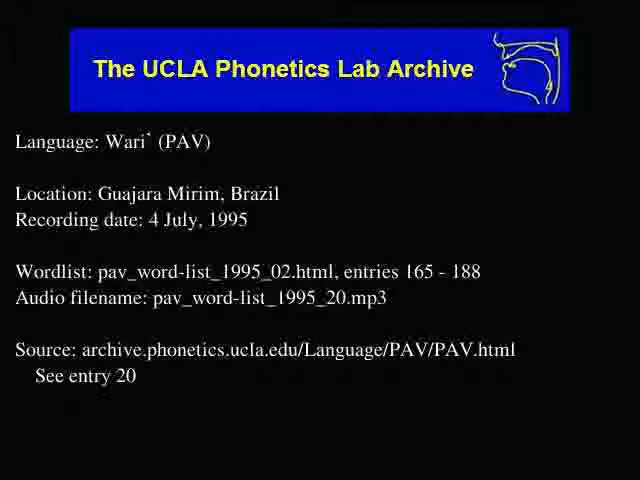 The UCLA Phonetics Lab Archive
Language: Wari` (PAV)
Location: Guajara Mirim, Brazil
Recording date: 4 July, 1995
Wordlist: pav_word-list_1995_02.html, entries 165 - 188
Audio filename: pav_word-list_1995_20.mp3
Source: archive.phonetics.ucla.edu/Language/PAV/PAV.html
See entry 20